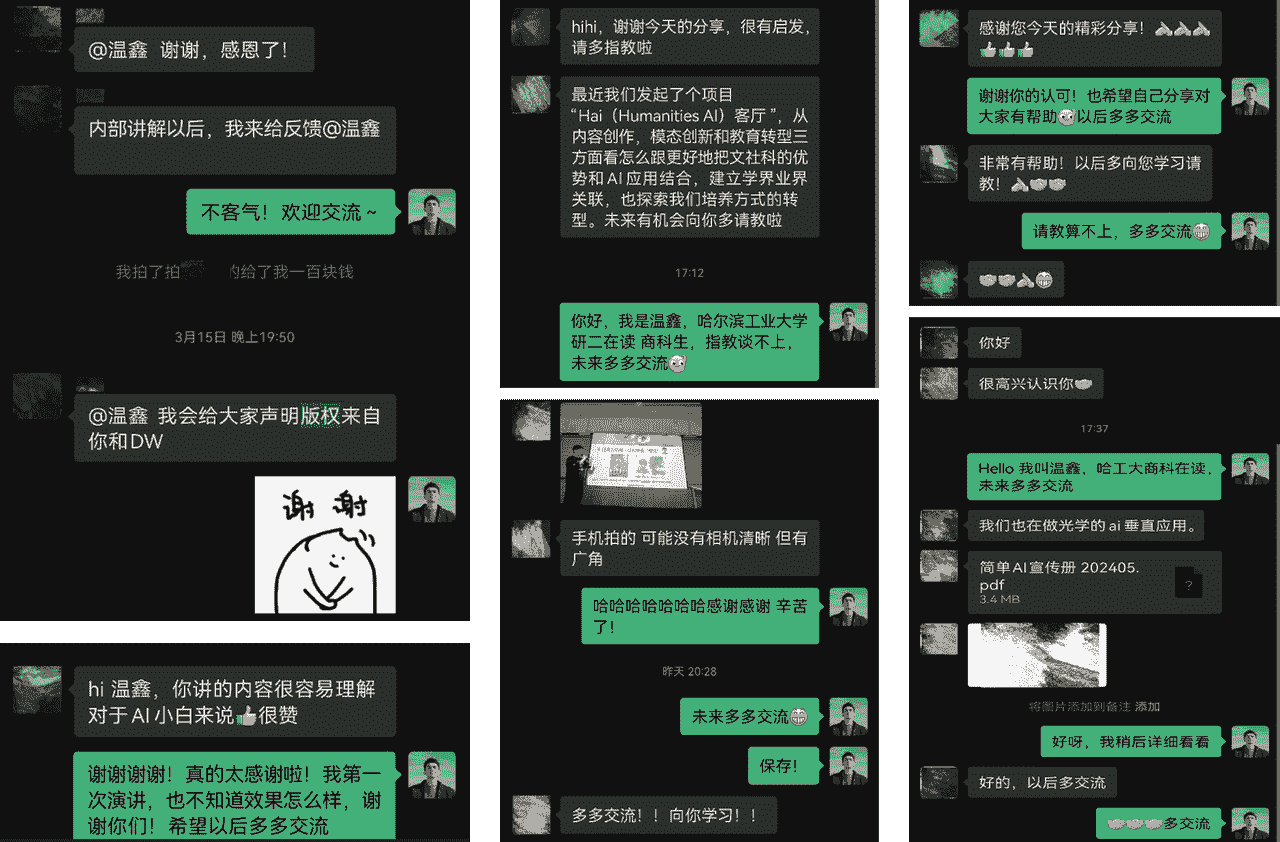 @温鑫 谢谢，感恩了！
内部讲解以后，我来给反馈@温鑫
不客气！欢迎交流~
我拍了拍 的给了我一百块钱
3月15日 晚上19:50
@温鑫 我会给大家声明版权来自
你和DW
谢 谢
hi 温鑫，你讲的内容很容易理解
对于AI小白来说👍很赞
谢谢谢谢！真的太感谢啦！我第一
次演讲，也不知道效果怎么样，谢
谢你们！希望以后多多交流
hihi，谢谢今天的分享，很有启发，
请多指教啦
最近我们发起了个项目
“Hai（Humanities AI）客厅”，从
内容创作，模态创新和教育转型三
方面看怎么跟更好地把文社科的优
势和AI应用结合，建立学界业界
关联，也探索我们培养方式的转
型。未来有机会向你多请教啦
17:12
你好，我是温鑫，哈尔滨工业大学
研二在读 商科生，指教谈不上，
未来多多交流
手机拍的 可能没有相机清晰 但有
广角
哈哈哈哈哈哈哈感谢感谢 辛苦
了！
昨天 20:28
未来多多交流😁
保存！
多多交流！！向你学习！！
感谢您今天的精彩分享！🙏🙏🙏
👍👍👍
谢谢你的认可！也希望自己分享对
大家有帮助 以后多多交流
非常有帮助！以后多向您学习请
教！🙏🤝🤝
请教算不上，多多交流😁
🤝🤝🙏😁
你好
很高兴认识你🤝
17:37
Hello 我叫温鑫，哈工大商科在读，
未来多多交流
我们也在做光学的ai垂直应用。
简单AI宣传册 202405.
pdf
3.4 MB
?
将图片添加到备注 添加
好呀，我稍后详细看看
好的，以后多交流
🤝🤝🤝多交流